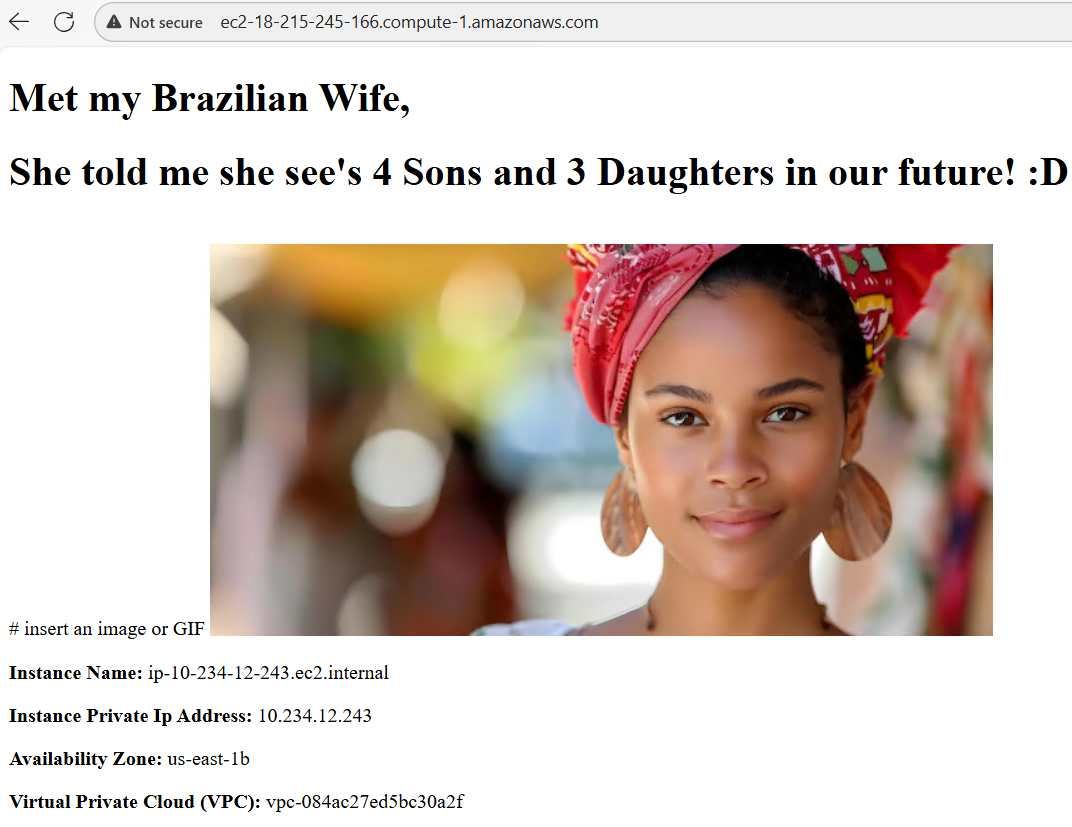 Not secure ec2-18-215-245-166.compute-1.amazonaws.com
Met my Brazilian Wife,
She told me she see's 4 Sons and 3 Daughters in our future! :D
# insert an image or GIF
Instance Name: ip-10-234-12-243.ec2.internal
Instance Private Ip Address: 10.234.12.243
Availability Zone: us-east-1b
Virtual Private Cloud (VPC): vpc-084ac27ed5bc30a2f